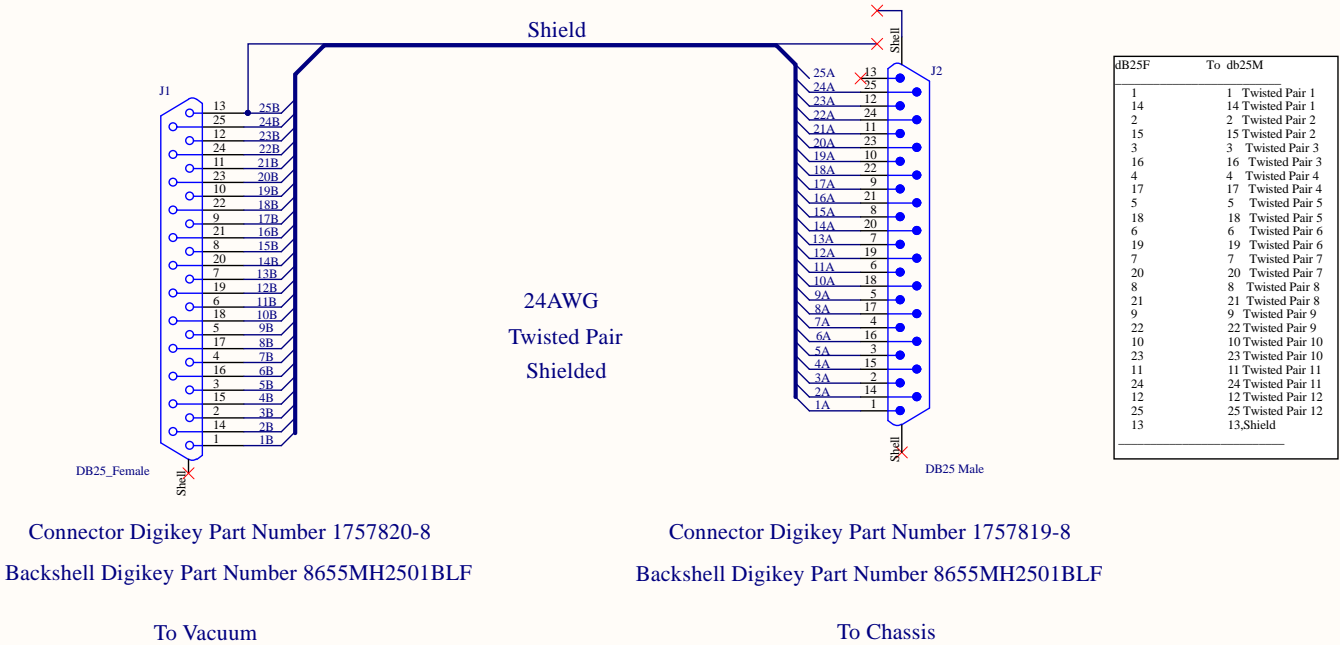 Shield
J1
13 25B
25 24B
12 23B
24 22B
11 21B
23 20B
10 19B
22 18B
9 17B
21 16B
8 15B
20 14B
7 13B
19 12B
6 11B
18 10B
5 9B
17 8B
4 7B
16 6B
3 5B
15 4B
2 3B
14 2B
1 1B
Shell
DB25_Female
24AWG
Twisted Pair
Shielded
Shell
J2
25A 13
24A 25
23A 12
22A 24
21A 11
20A 23
19A 10
18A 22
17A 9
16A 21
15A 8
14A 20
13A 7
12A 19
11A 6
10A 18
9A 5
8A 17
7A 4
6A 16
5A 3
4A 15
3A 2
2A 14
1A 1
Shell
DB25 Male
dB25F To db25M
1 1 Twisted Pair 1
14 14 Twisted Pair 1
2 2 Twisted Pair 2
15 15 Twisted Pair 2
3 3 Twisted Pair 3
16 16 Twisted Pair 3
4 4 Twisted Pair 4
17 17 Twisted Pair 4
5 5 Twisted Pair 5
18 18 Twisted Pair 5
6 6 Twisted Pair 6
19 19 Twisted Pair 6
7 7 Twisted Pair 7
20 20 Twisted Pair 7
8 8 Twisted Pair 8
21 21 Twisted Pair 8
9 9 Twisted Pair 9
22 22 Twisted Pair 9
10 10 Twisted Pair 10
23 23 Twisted Pair 10
11 11 Twisted Pair 11
24 24 Twisted Pair 11
12 12 Twisted Pair 12
25 25 Twisted Pair 12
13 13,Shield
Connector Digikey Part Number 1757820-8
Backshell Digikey Part Number 8655MH2501BLF
To Vacuum
Connector Digikey Part Number 1757819-8
Backshell Digikey Part Number 8655MH2501BLF
To Chassis